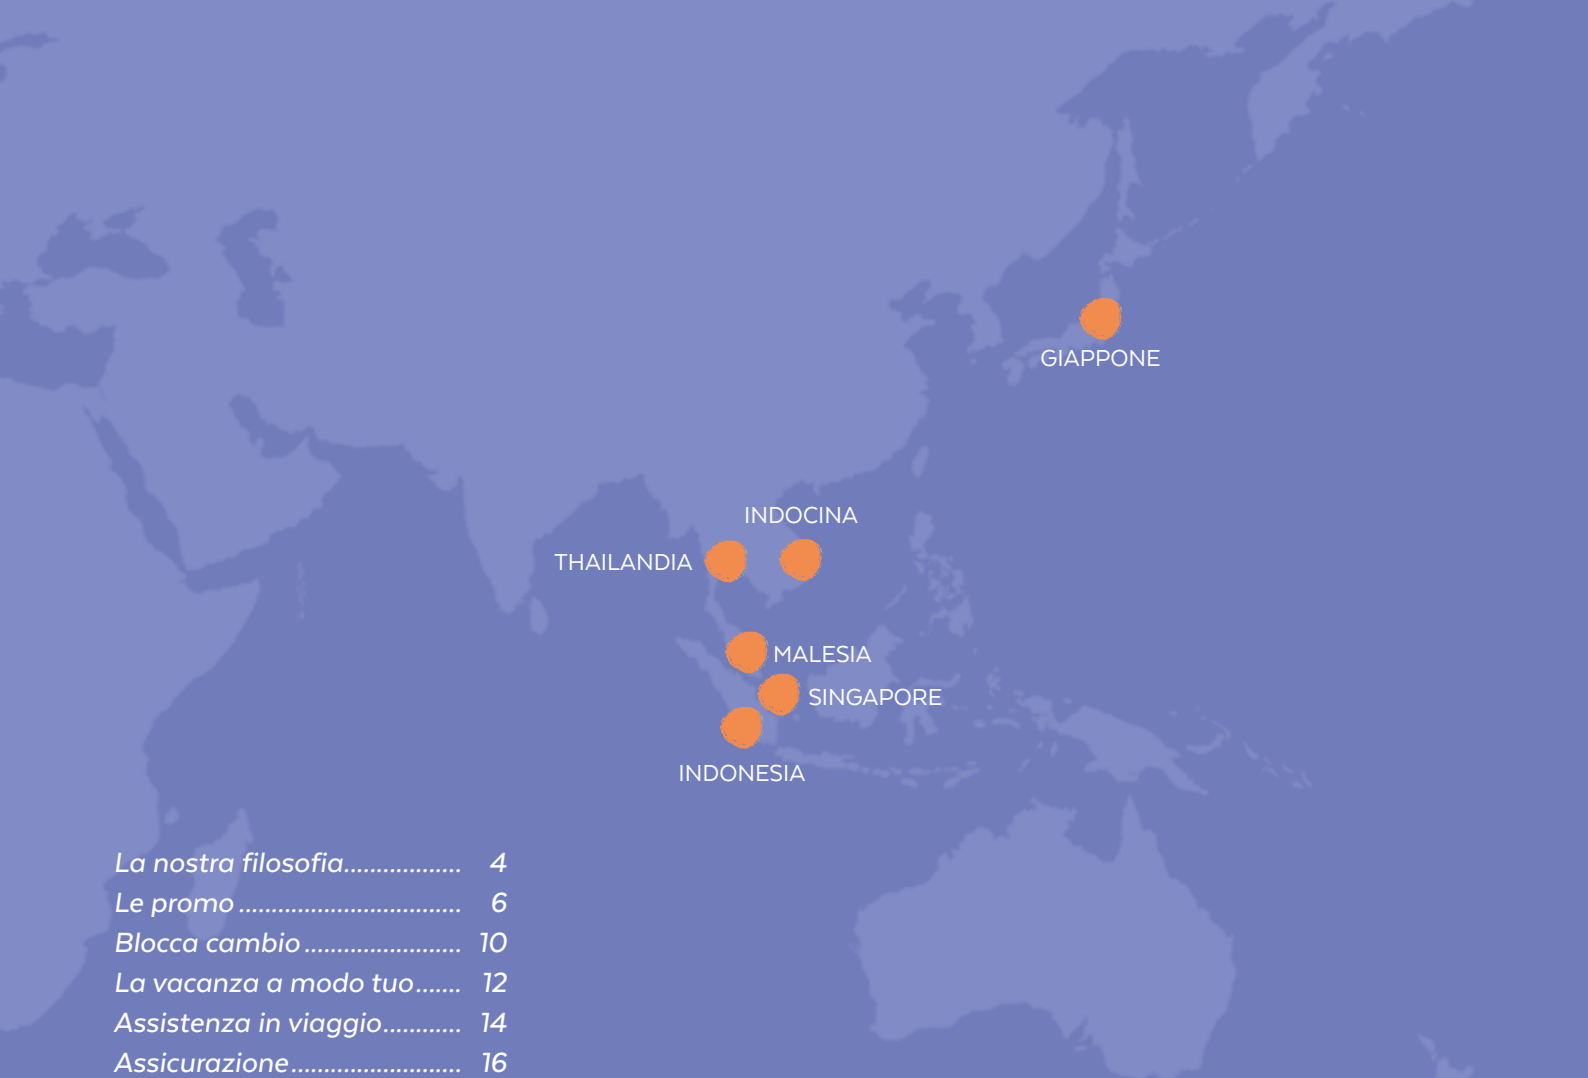 GIAPPONE
INDOCINA
THAILANDIA
MALESIA
SINGAPORE
INDONESIA
La nostra filosofia.................. 4
Le promo.................................. 6
Blocca cambio........................ 10
La vacanza a modo tuo....... 12
Assistenza in viaggio............ 14
Assicurazione.......................... 16